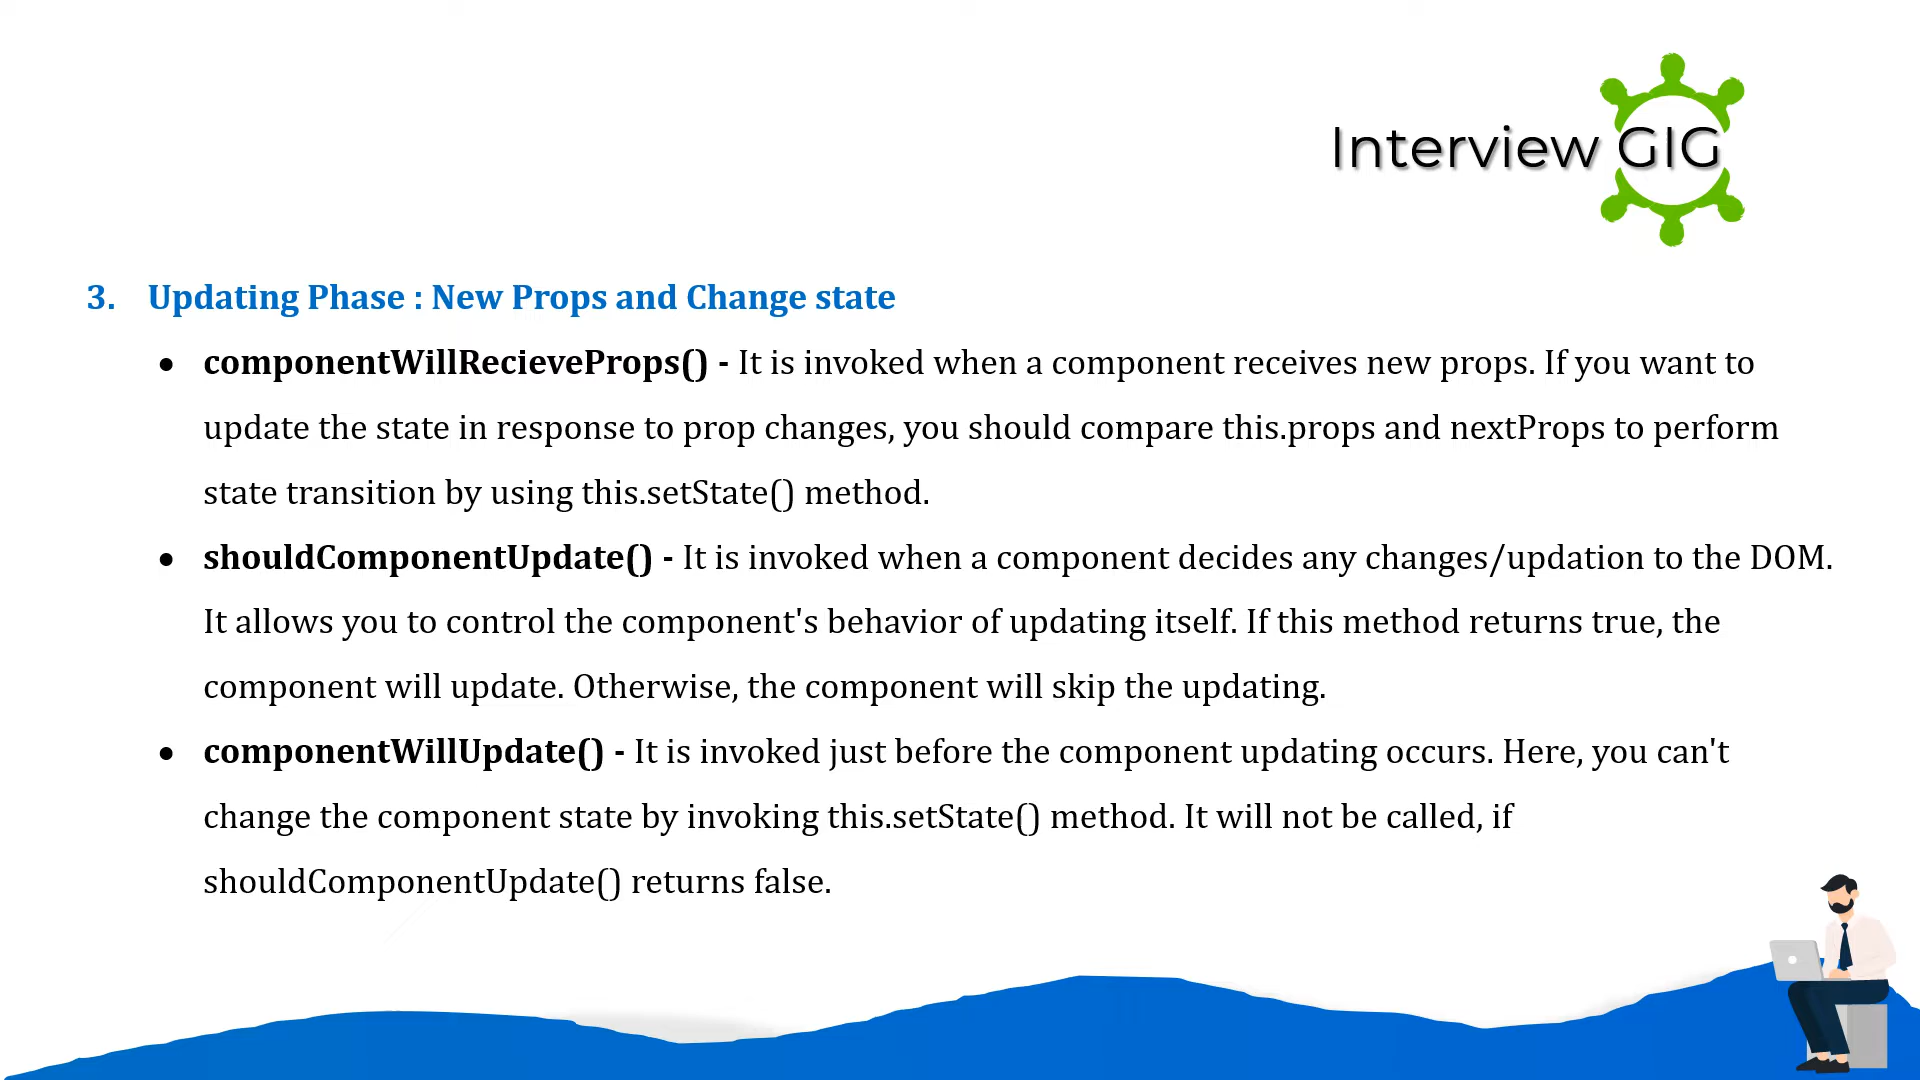 Interview GIG
3. Updating Phase : New Props and Change state
• componentWillRecieveProps() - It is invoked when a component receives new props. If you want to
update the state in response to prop changes, you should compare this.props and nextProps to perform
state transition by using this.setState() method.
• shouldComponentUpdate() - It is invoked when a component decides any changes/updation to the DOM.
It allows you to control the component's behavior of updating itself. If this method returns true, the
component will update. Otherwise, the component will skip the updating.
• componentWillUpdate() - It is invoked just before the component updating occurs. Here, you can't
change the component state by invoking this.setState() method. It will not be called, if
shouldComponentUpdate() returns false.